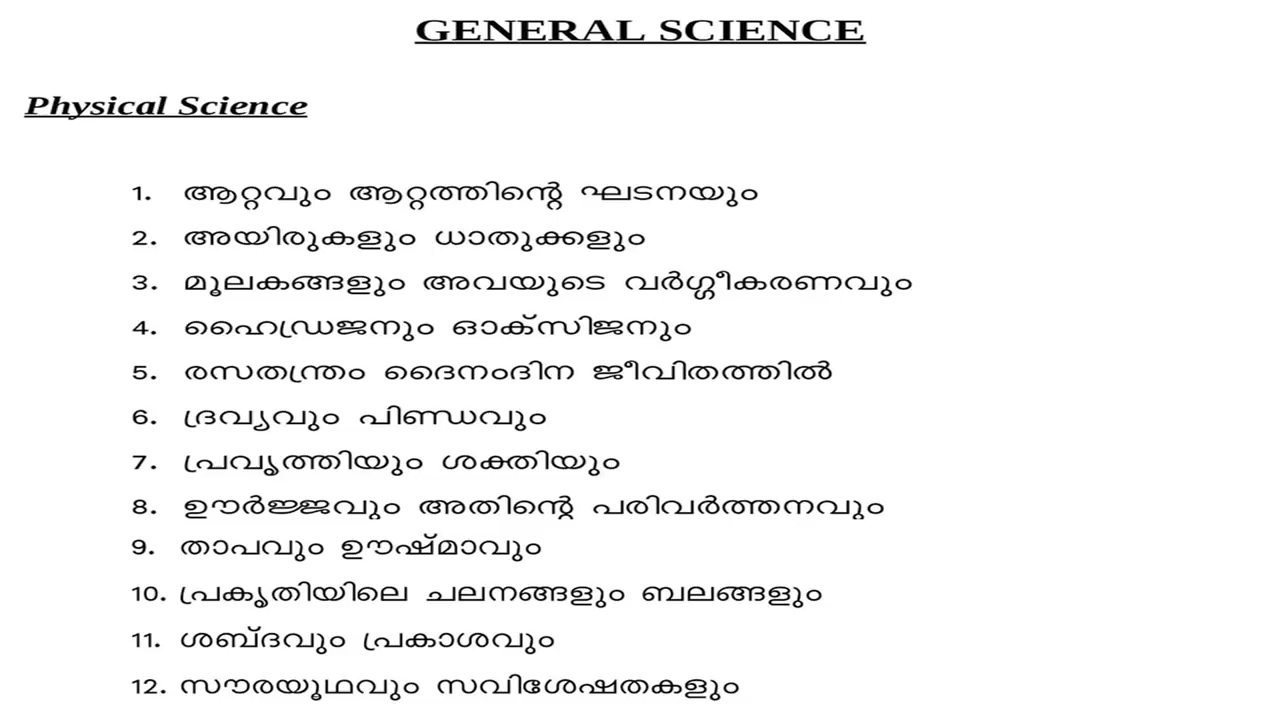 GENERAL SCIENCE
Physical Science
1. ആറ്റവും ആറ്റത്തിന്റെ ഘടനയും
2. അയിരുകളും ധാതുക്കളും
3. മൂലകങ്ങളും അവയുടെ വർഗ്ഗീകരണവും
4. ഹൈഡ്രജനും ഓക്സിജനും
5. രസതന്ത്രം ദൈനംദിന ജീവിതത്തിൽ
6. ദ്രവ്യവും പിണ്ഡവും
7. പ്രവൃത്തിയും ശക്തിയും
8. ഊർജ്ജവും അതിന്റെ പരിവർത്തനവും
9. താപവും ഊഷ്മാവും
10. പ്രകൃതിയിലെ ചലനങ്ങളും ബലങ്ങളും
11. ശബ്ദവും പ്രകാശവും
12. സൗരയൂഥവും സവിശേഷതകളും